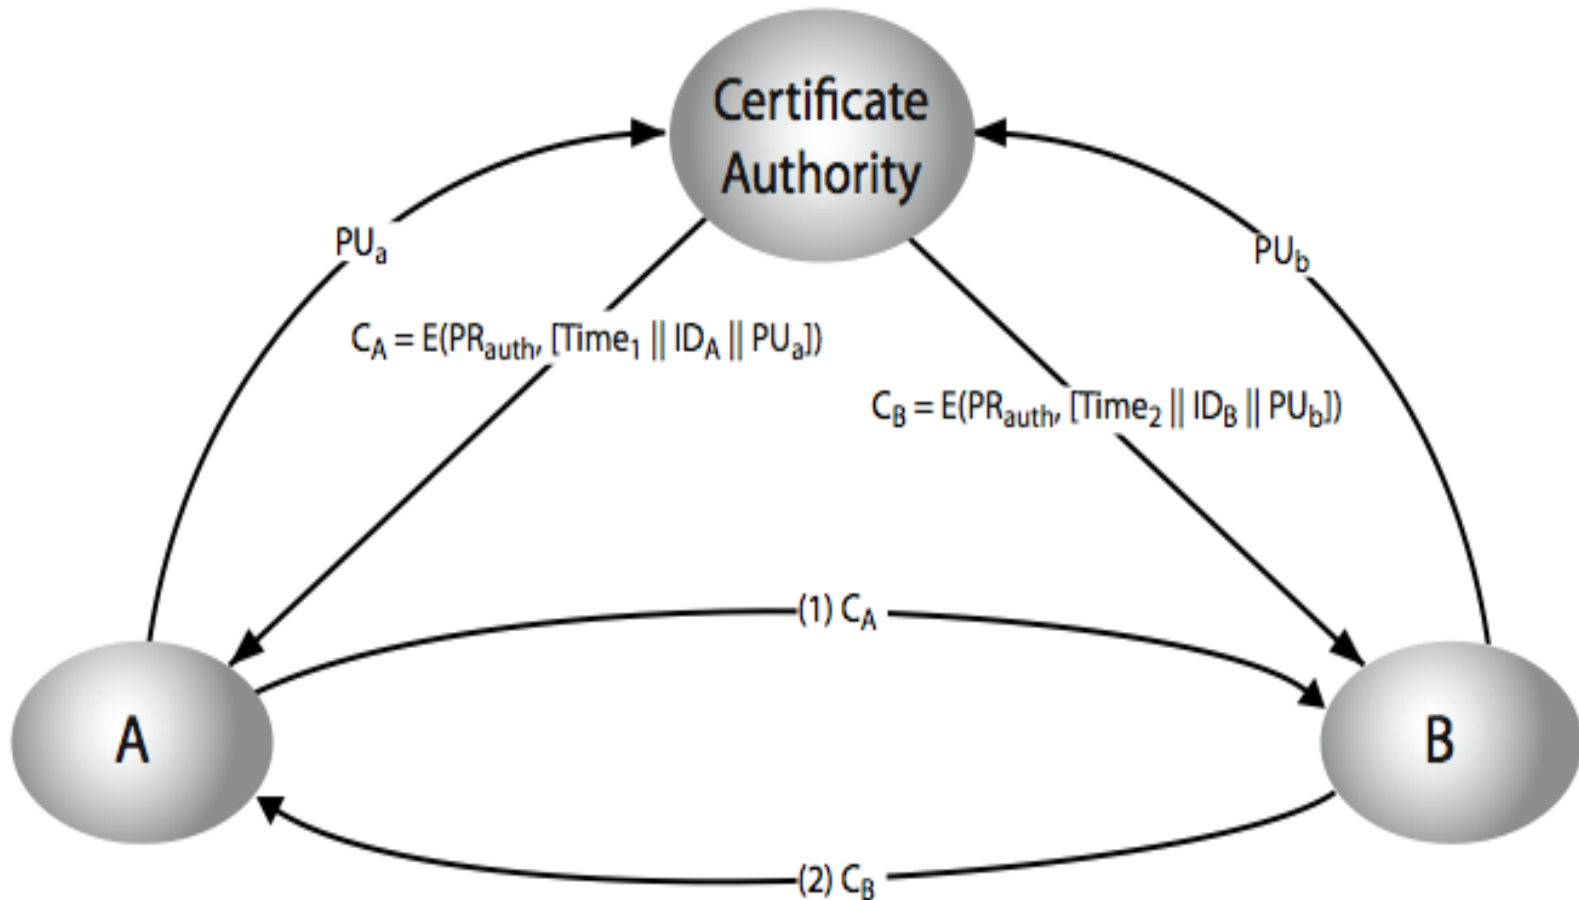 Certificate
Authority
PUa
PUb
CA = E(PRauth, [Time1 || IDA || PUa])
CB = E(PRauth, [Time2 || IDB || PUb])
(1) CA
A
B
(2) CB